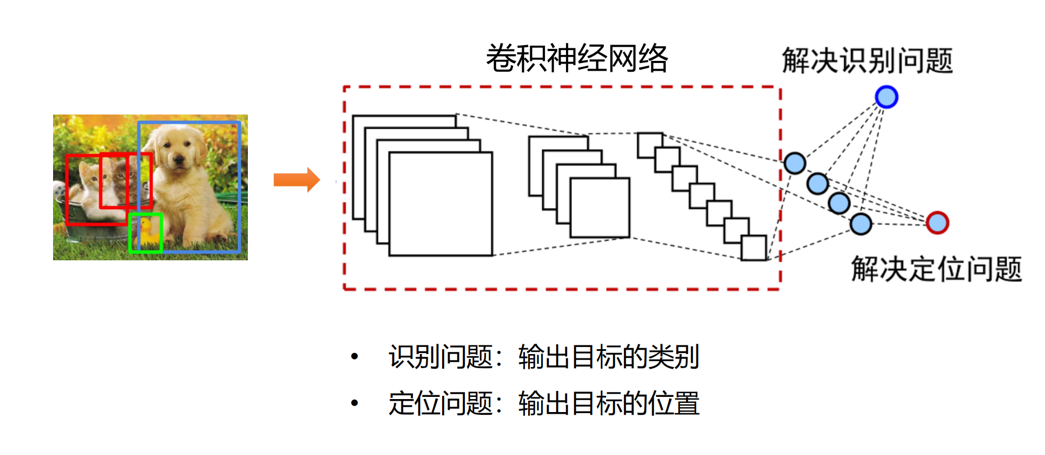 卷积神经网络
解决识别问题
解决定位问题
• 识别问题：输出目标的类别
• 定位问题：输出目标的位置